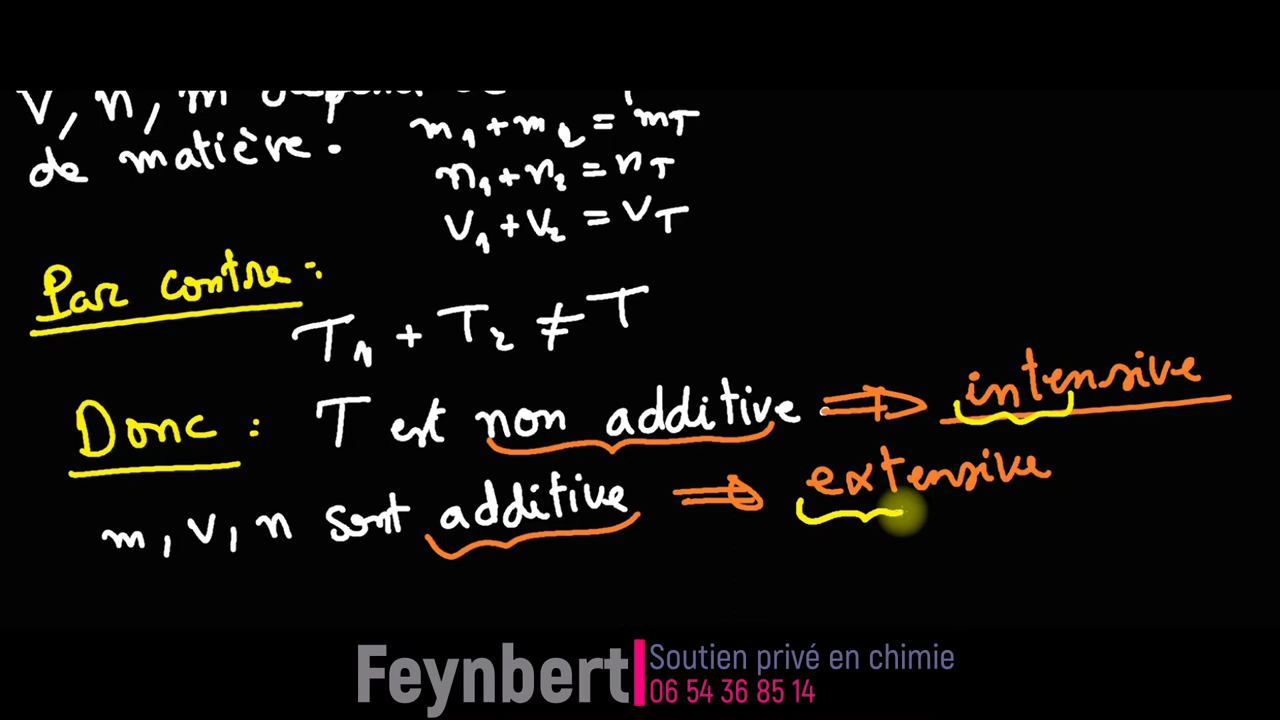 V, n, m
de matière.
m1 + m2 = mT
n1 + n2 = nT
V1 + V2 = VT
Par contre :
T1 + T2 ≠ T
Donc : T est non additive ⇒ intensive
m, v, n sont additive ⇒ extensive
Feynbert
Soutien privé en chimie
06 54 36 85 14